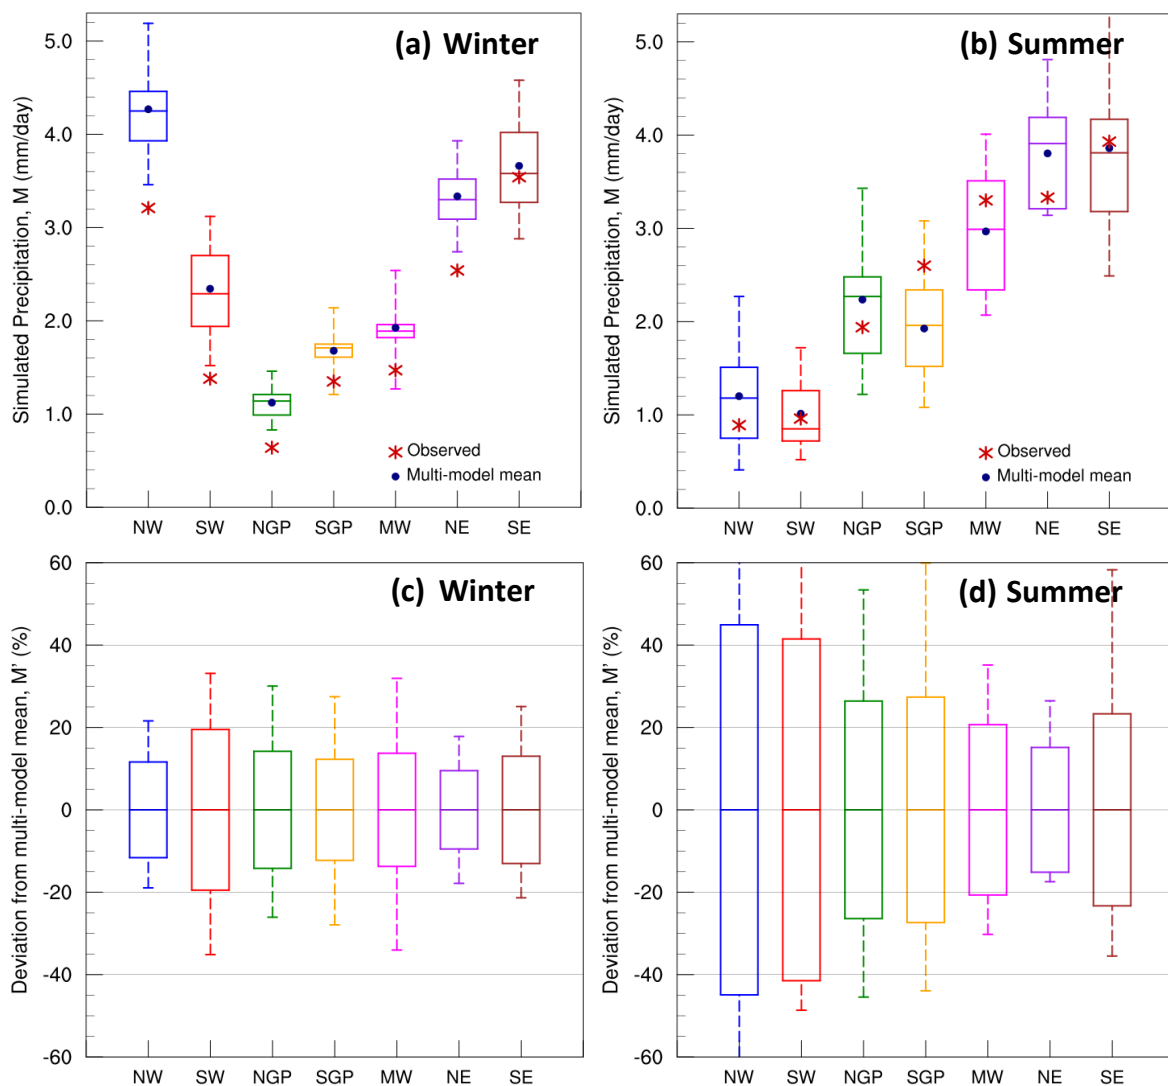 (a) Winter
Simulated Precipitation, M (mm/day)
5.0
4.0
3.0
2.0
1.0
0.0
Observed
Multi-model mean
NW SW NGP SGP MW NE SE
(b) Summer
Simulated Precipitation, M (mm/day)
5.0
4.0
3.0
2.0
1.0
0.0
Observed
Multi-model mean
NW SW NGP SGP MW NE SE
(c) Winter
Deviation from multi-model mean, M' (%)
60
40
20
0
-20
-40
-60
NW SW NGP SGP MW NE SE
(d) Summer
Deviation from multi-model mean, M' (%)
60
40
20
0
-20
-40
-60
NW SW NGP SGP MW NE SE